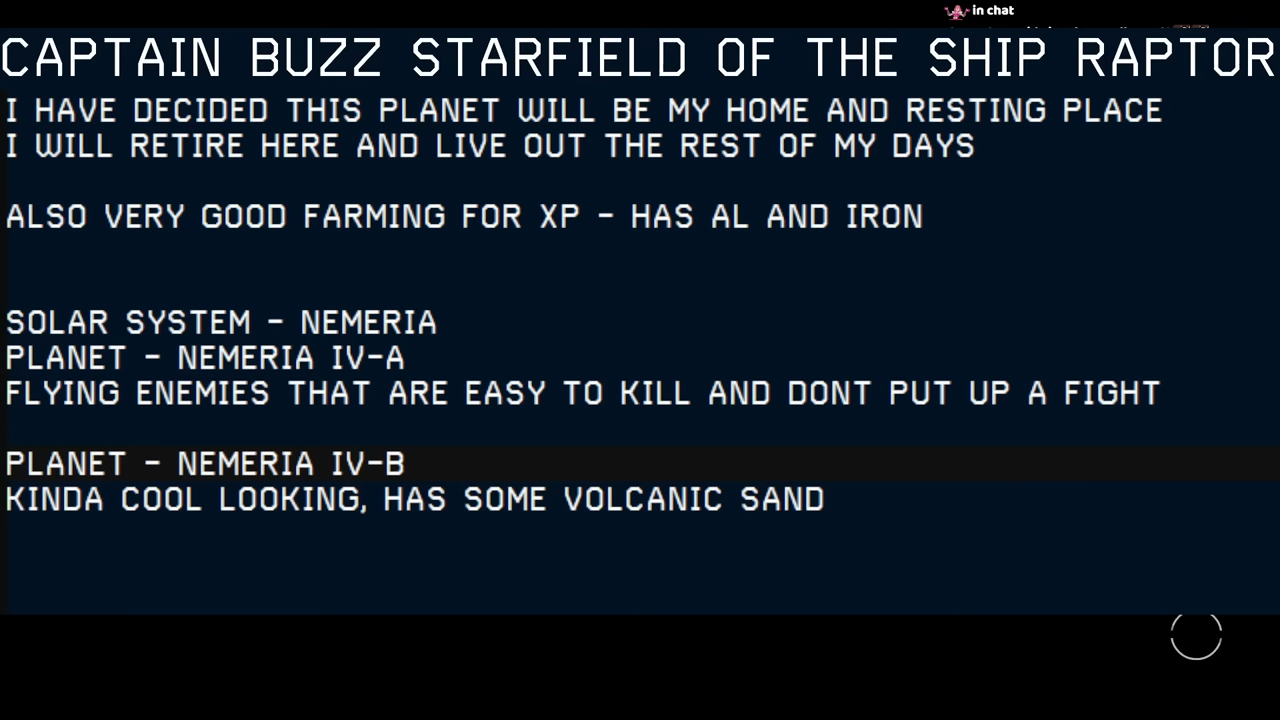 in chat
CAPTAIN BUZZ STARFIELD OF THE SHIP RAPTOR
I HAVE DECIDED THIS PLANET WILL BE MY HOME AND RESTING PLACE
I WILL RETIRE HERE AND LIVE OUT THE REST OF MY DAYS
ALSO VERY GOOD FARMING FOR XP - HAS AL AND IRON
SOLAR SYSTEM - NEMERIA
PLANET - NEMERIA IV-A
FLYING ENEMIES THAT ARE EASY TO KILL AND DONT PUT UP A FIGHT
PLANET - NEMERIA IV-B
KINDA COOL LOOKING, HAS SOME VOLCANIC SAND